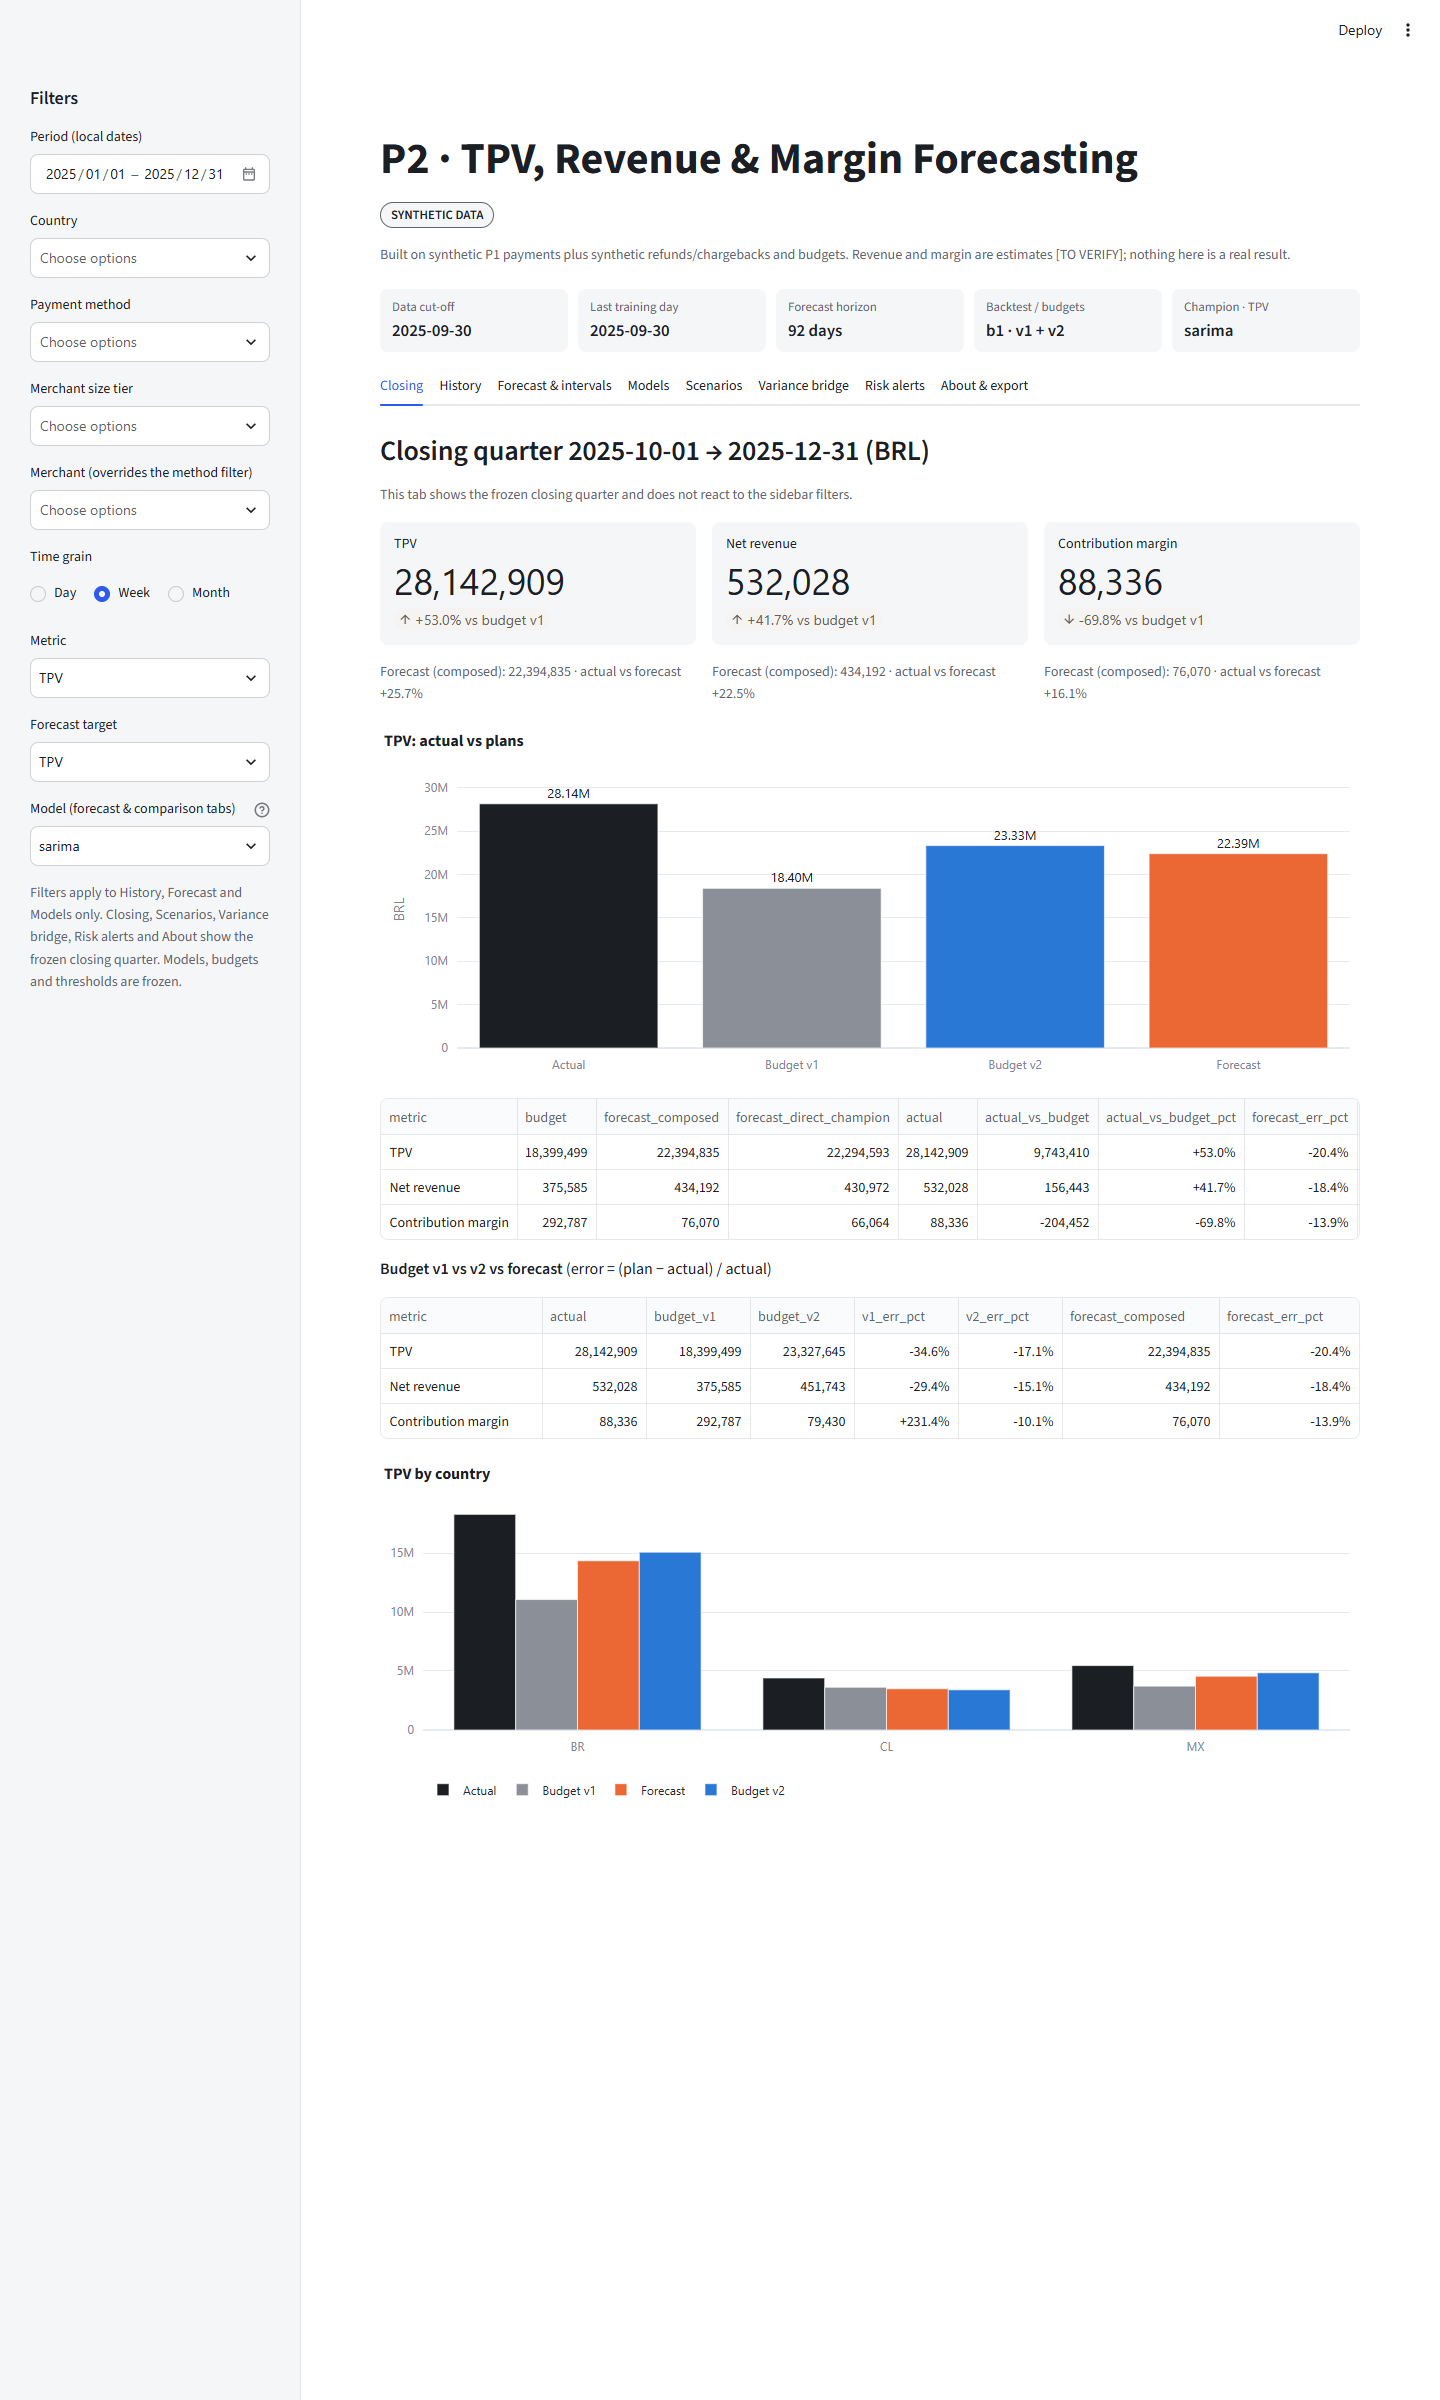 Deploy
Filters
Period (local dates)
2025/01/01 – 2025/12/31
Country
Choose options
Payment method
Choose options
Merchant size tier
Choose options
Merchant (overrides the method filter)
Choose options
Time grain
Day Week Month
Metric
TPV
Forecast target
TPV
Model (forecast & comparison tabs)
sarima
Filters apply to History, Forecast and
Models only. Closing, Scenarios, Variance
bridge, Risk alerts and About show the
frozen closing quarter. Models, budgets
and thresholds are frozen.
P2 · TPV, Revenue & Margin Forecasting
SYNTHETIC DATA
Built on synthetic P1 payments plus synthetic refunds/chargebacks and budgets. Revenue and margin are estimates [TO VERIFY]; nothing here is a real result.
Data cut-off
2025-09-30
Last training day
2025-09-30
Forecast horizon
92 days
Backtest / budgets
b1 · v1 + v2
Champion · TPV
sarima
Closing History Forecast & intervals Models Scenarios Variance bridge Risk alerts About & export
Closing quarter 2025-10-01 → 2025-12-31 (BRL)
This tab shows the frozen closing quarter and does not react to the sidebar filters.
TPV
28,142,909
↑ +53.0% vs budget v1
Forecast (composed): 22,394,835 · actual vs forecast
+25.7%
Net revenue
532,028
↑ +41.7% vs budget v1
Forecast (composed): 434,192 · actual vs forecast
+22.5%
Contribution margin
88,336
↓ -69.8% vs budget v1
Forecast (composed): 76,070 · actual vs forecast
+16.1%
TPV: actual vs plans
BRL
30M
25M
20M
15M
10M
5M
0
28.14M
18.40M
23.33M
22.39M
Actual Budget v1 Budget v2 Forecast
metric budget forecast_composed forecast_direct_champion actual actual_vs_budget actual_vs_budget_pct forecast_err_pct
TPV 18,399,499 22,394,835 22,294,593 28,142,909 9,743,410 +53.0% -20.4%
Net revenue 375,585 434,192 430,972 532,028 156,443 +41.7% -18.4%
Contribution margin 292,787 76,070 66,064 88,336 -204,452 -69.8% -13.9%
Budget v1 vs v2 vs forecast (error = (plan − actual) / actual)
metric actual budget_v1 budget_v2 v1_err_pct v2_err_pct forecast_composed forecast_err_pct
TPV 28,142,909 18,399,499 23,327,645 -34.6% -17.1% 22,394,835 -20.4%
Net revenue 532,028 375,585 451,743 -29.4% -15.1% 434,192 -18.4%
Contribution margin 88,336 292,787 79,430 +231.4% -10.1% 76,070 -13.9%
TPV by country
15M
10M
5M
0
BR CL MX
Actual Budget v1 Forecast Budget v2